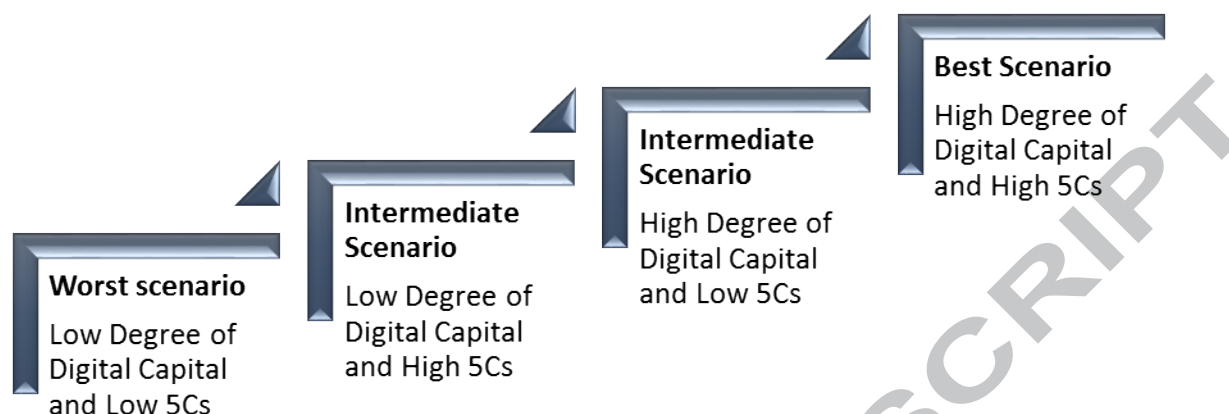 Worst scenario
Low Degree of
Digital Capital
and Low 5Cs
Intermediate
Scenario
Low Degree of
Digital Capital
and High 5Cs
Intermediate
Scenario
High Degree of
Digital Capital
and Low 5Cs
Best Scenario
High Degree of
Digital Capital
and High 5Cs
SCRIPT